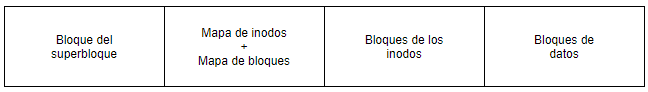 Bloque del
superbloque
Mapa de inodos
+
Mapa de bloques
Bloques de los
inodos
Bloques de
datos